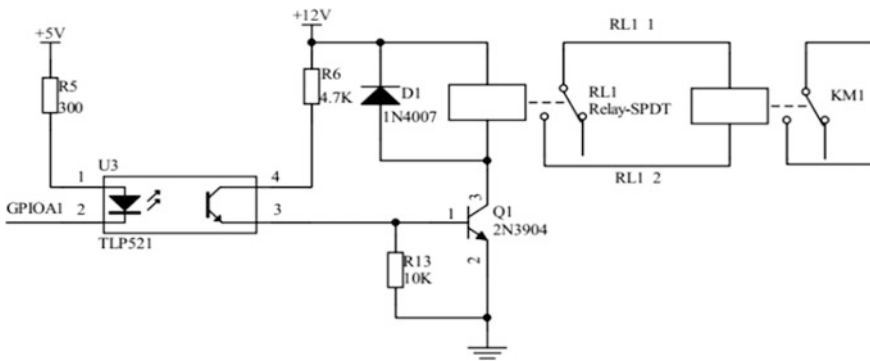 +5V
R5
300
U3
1
2
GPIOA1
TLP521
4
3
+12V
R6
4.7K
D1
1N4007
1
3
2
Q1
2N3904
R13
10K
RL1 1
RL1
Relay-SPDT
RL1 2
KM1